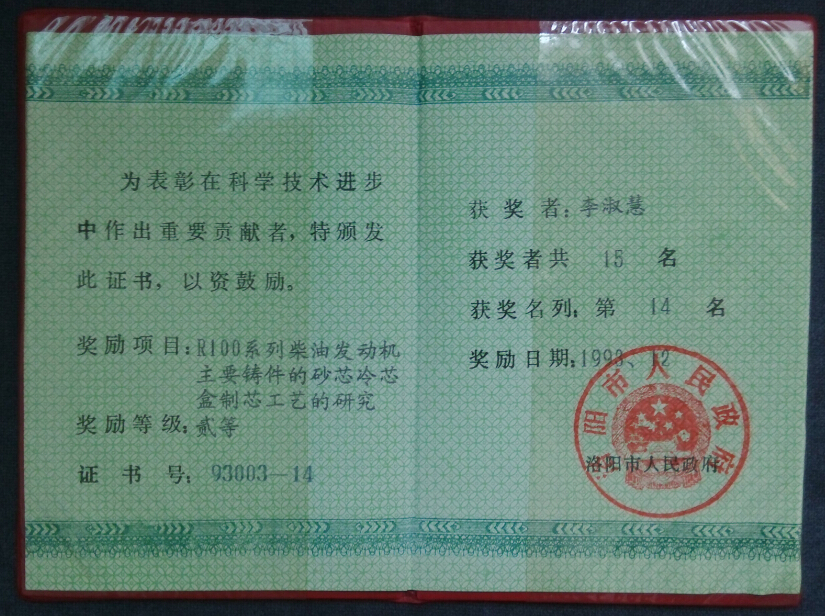 为表彰在科学技术进步
中作出重要贡献者，特颁发
此证书，以资鼓励。
奖励项目：R100系列柴油发动机
主要铸件的砂芯冷芯
盒制芯工艺的研究
奖励等级：贰等
证书号：93003—14
获奖者：李淑慧
获奖者共 15 名
获奖名列：第 14 名
奖励日期：1993、12
洛阳市人民政府
洛阳市人民政府